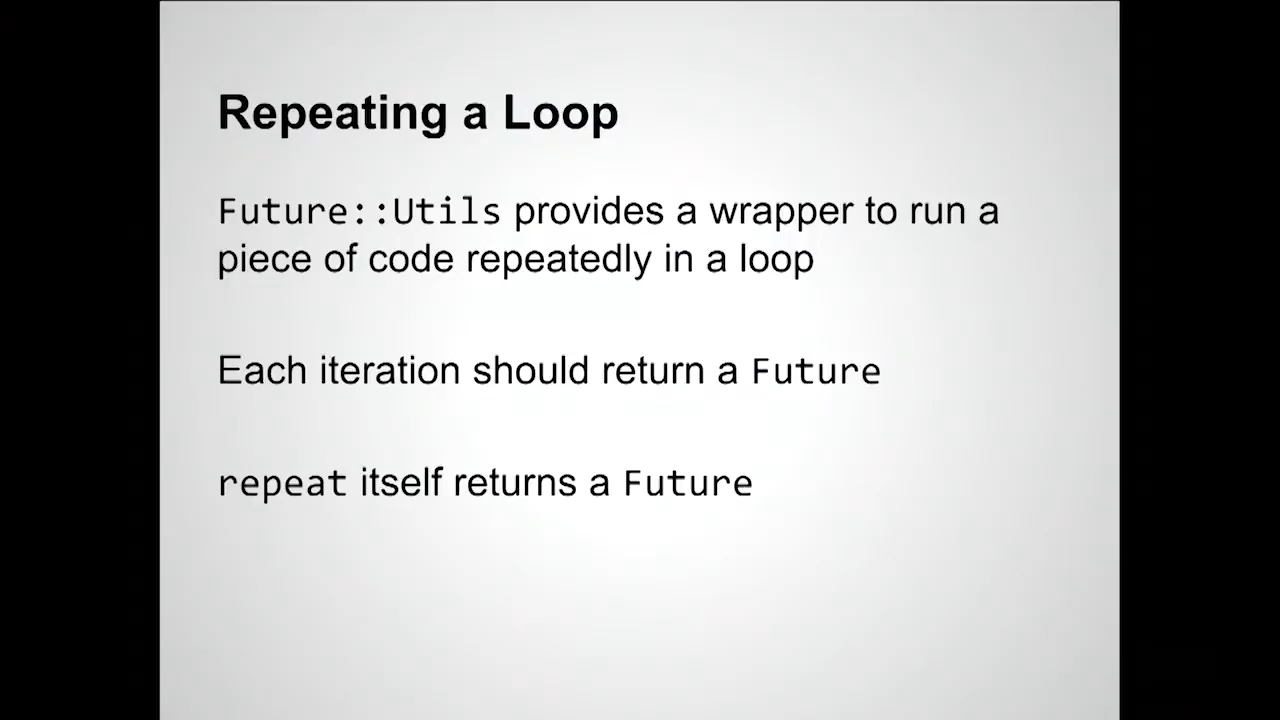 Repeating a Loop
Future::Utils provides a wrapper to run a
piece of code repeatedly in a loop
Each iteration should return a Future
repeat itself returns a Future